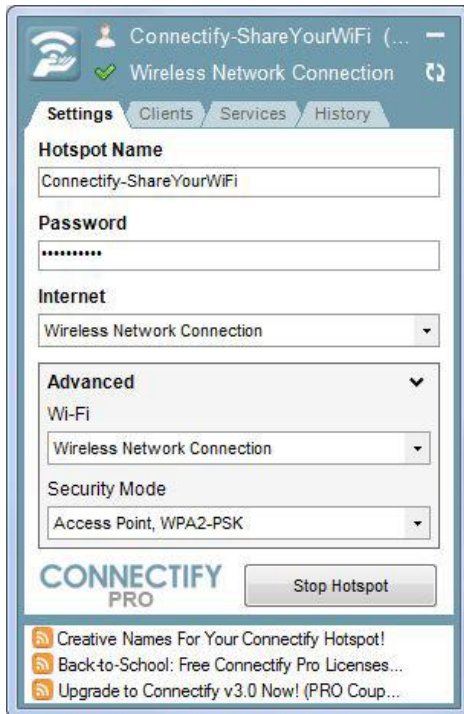 Connectify-ShareYourWiFi (...
Wireless Network Connection
Settings Clients Services History
Hotspot Name
Connectify-ShareYourWiFi
Password
••••••••••
Internet
Wireless Network Connection
Advanced
Wi-Fi
Wireless Network Connection
Security Mode
Access Point, WPA2-PSK
CONNECTIFY
PRO
Stop Hotspot
Creative Names For Your Connectify Hotspot!
Back-to-School: Free Connectify Pro Licenses...
Upgrade to Connectify v3.0 Now! (PRO Coup...